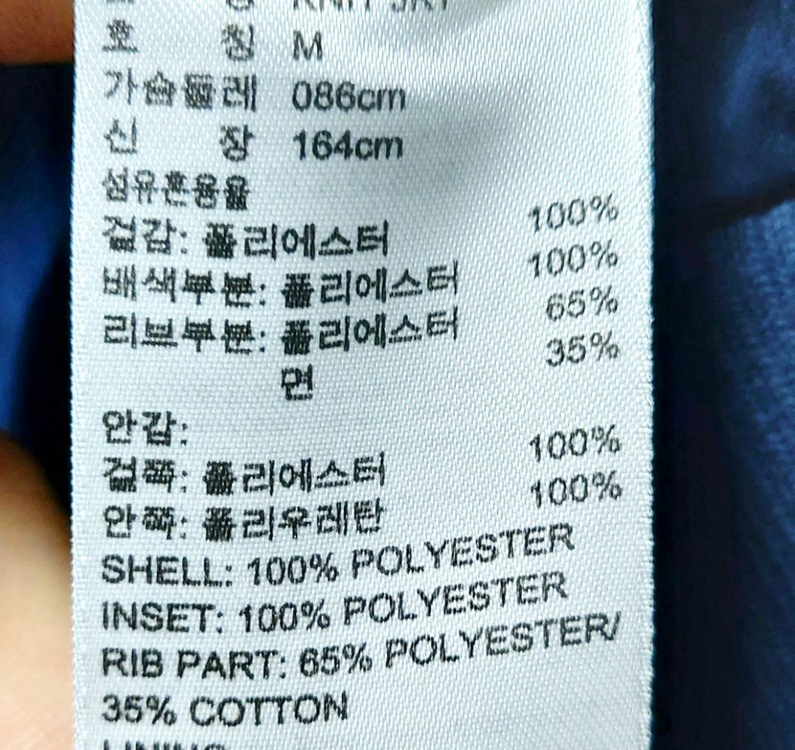 호 칭 M
가슴둘레 086cm
신 장 164cm
섬유혼용율
겉감: 폴리에스터 100%
배색부분: 폴리에스터 100%
리브부분: 폴리에스터 65%
면 35%
안감:
겉쪽: 폴리에스터 100%
안쪽: 폴리우레탄 100%
SHELL: 100% POLYESTER
INSET: 100% POLYESTER
RIB PART: 65% POLYESTER/
35% COTTON